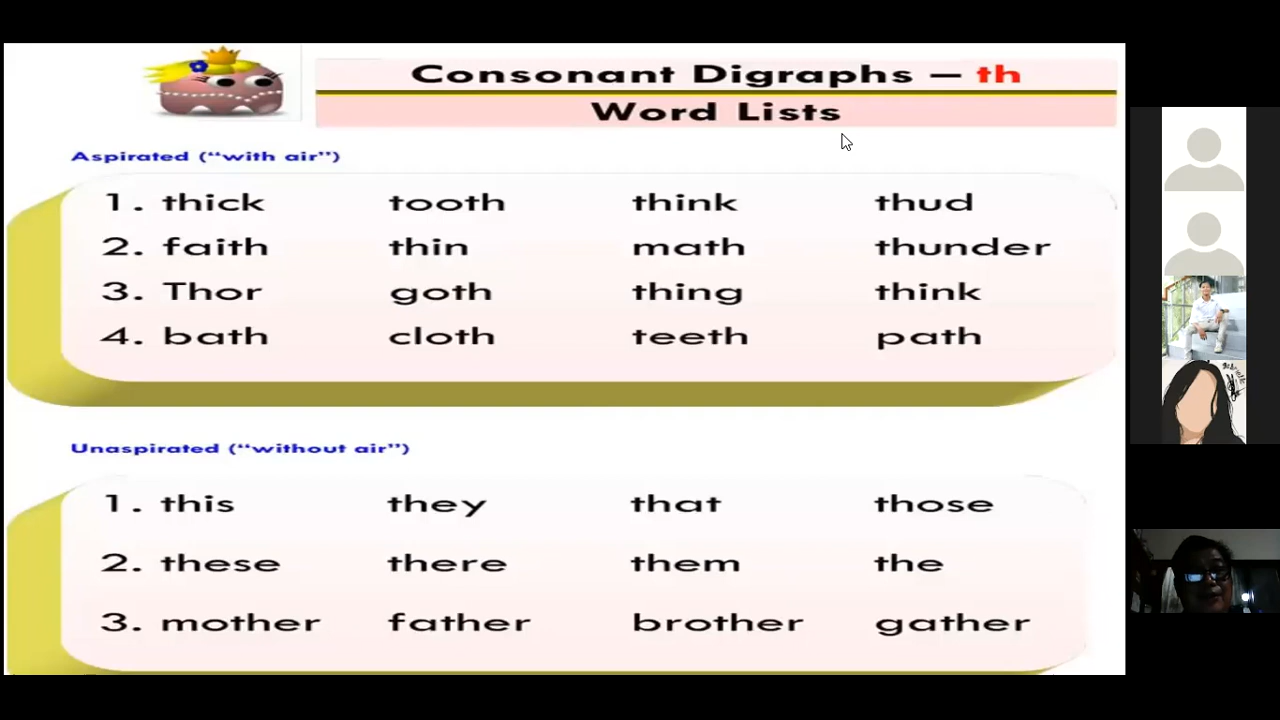 Consonant Digraphs – th
Word Lists
Aspirated (“with air”)
1. thick tooth think thud
2. faith thin math thunder
3. Thor goth thing think
4. bath cloth teeth path
Unaspirated (“without air”)
1. this they that those
2. these there them the
3. mother father brother gather